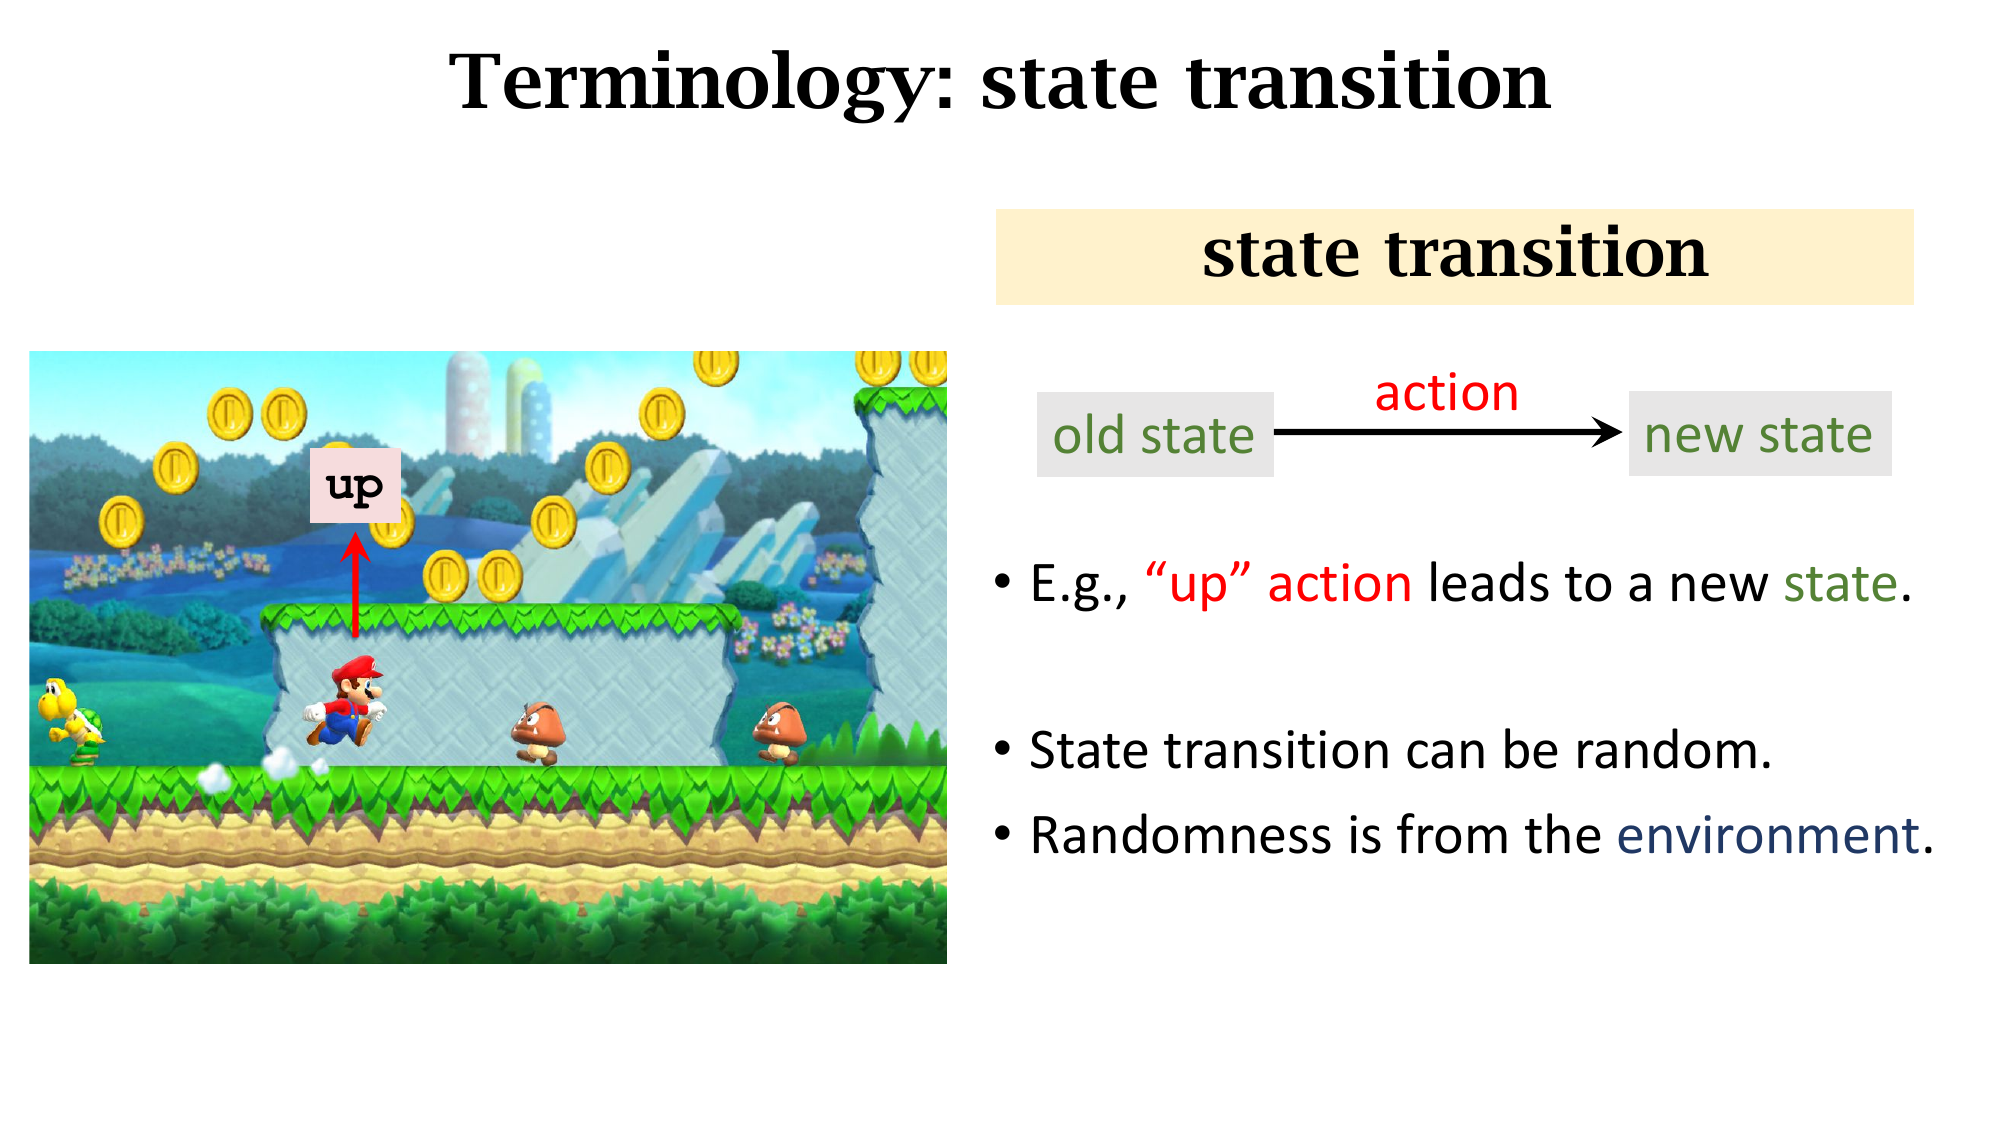 Terminology: state transition
state transition
up
old state
action
new state
• E.g., “up” action leads to a new state.
• State transition can be random.
• Randomness is from the environment.